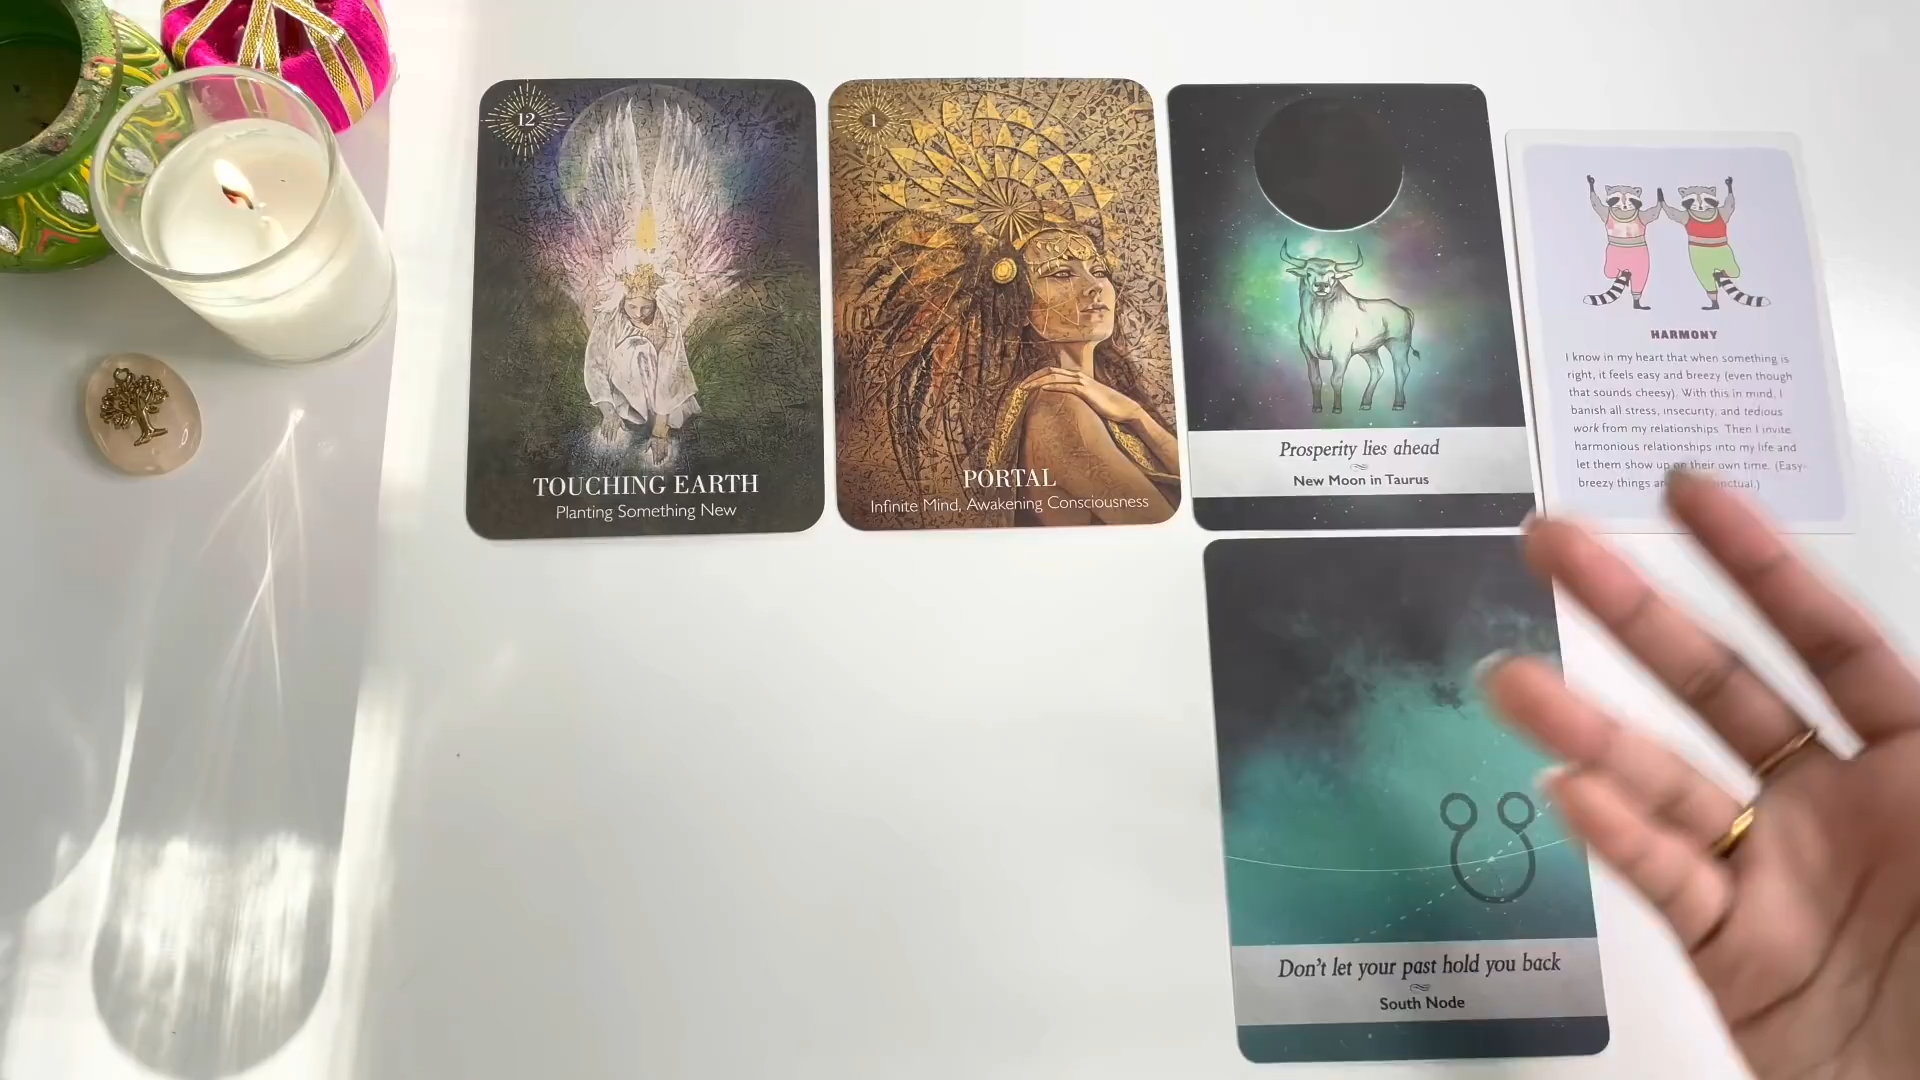 12
TOUCHING EARTH
Planting Something New
1
PORTAL
Infinite Mind, Awakening Consciousness
Prosperity lies ahead
New Moon in Taurus
HARMONY
I know in my heart that when something is
right, it feels easy and breezy (even though
that sounds cheesy). With this in mind, I
banish all stress, insecurity, and tedious
work from my relationships. Then I invite
harmonious relationships into my life and
let them show up on their own time. (Easy-
breezy things
Don't let your past hold you back
South Node